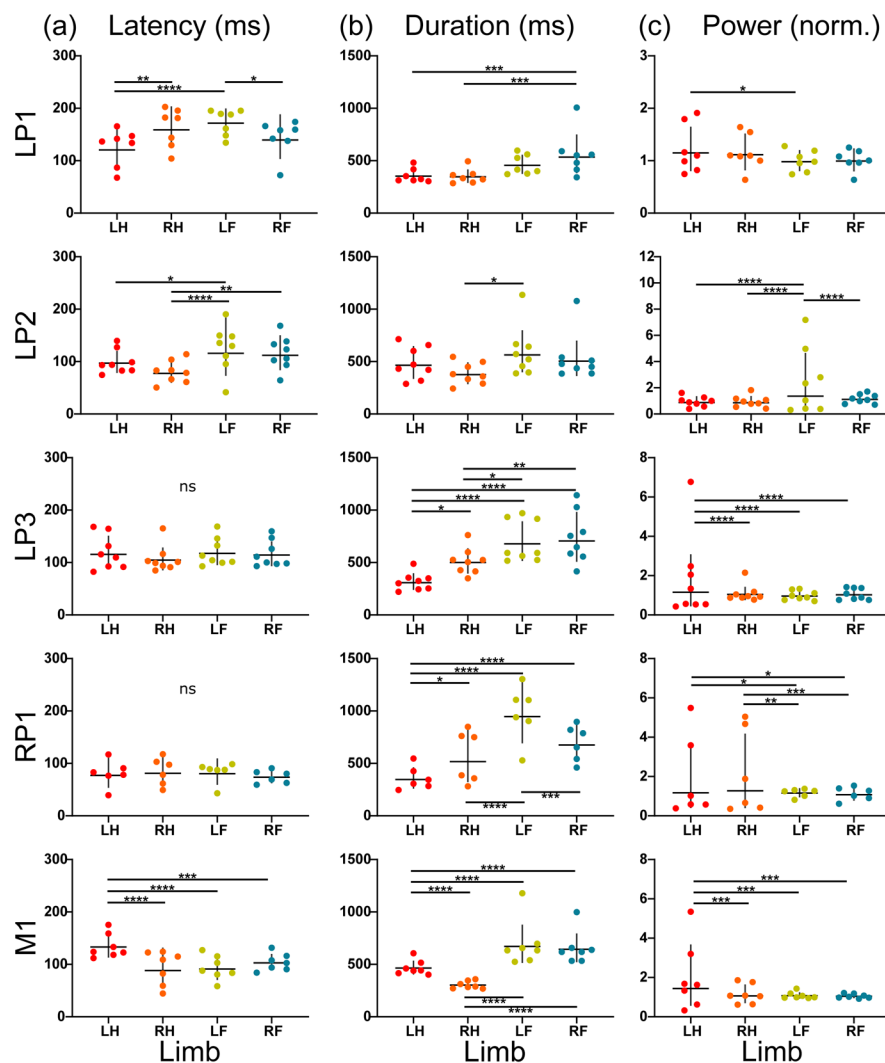 (a) Latency (ms) (b) Duration (ms) (c) Power (norm.)
LP1
300 200 100 0
** **** *
LH RH LF RF
1500 1000 500 0
*** ***
LH RH LF RF
3 2 1 0
*
LH RH LF RF
LP2
300 200 100 0
* ** ****
LH RH LF RF
1500 1000 500 0
*
LH RH LF RF
12 10 8 6 4 2 0
**** **** ****
LH RH LF RF
LP3
300 200 100 0
ns
LH RH LF RF
1500 1000 500 0
** * **** **** *
LH RH LF RF
8 6 4 2 0
**** **** ****
LH RH LF RF
RP1
300 200 100 0
ns
LH RH LF RF
1500 1000 500 0
**** **** * **** ***
LH RH LF RF
8 6 4 2 0
* * *** **
LH RH LF RF
M1
300 200 100 0
*** **** ****
LH RH LF RF
1500 1000 500 0
**** **** **** **** ****
LH RH LF RF
8 6 4 2 0
*** *** ***
LH RH LF RF
Limb Limb Limb